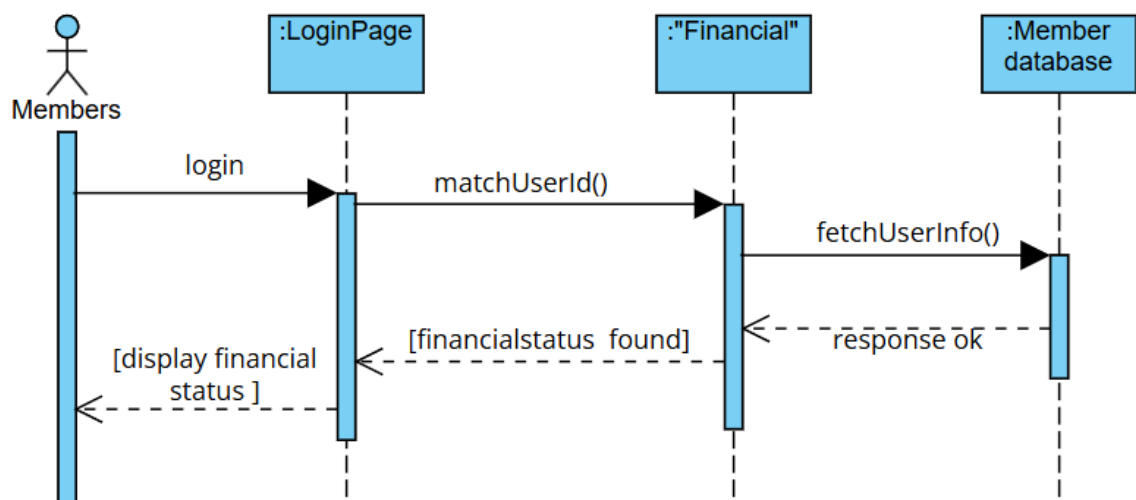 :LoginPage
:"Financial"
:Member
database
Members
login
matchUserId()
fetchUserInfo()
response ok
[financialstatus  found]
[display financial
status ]